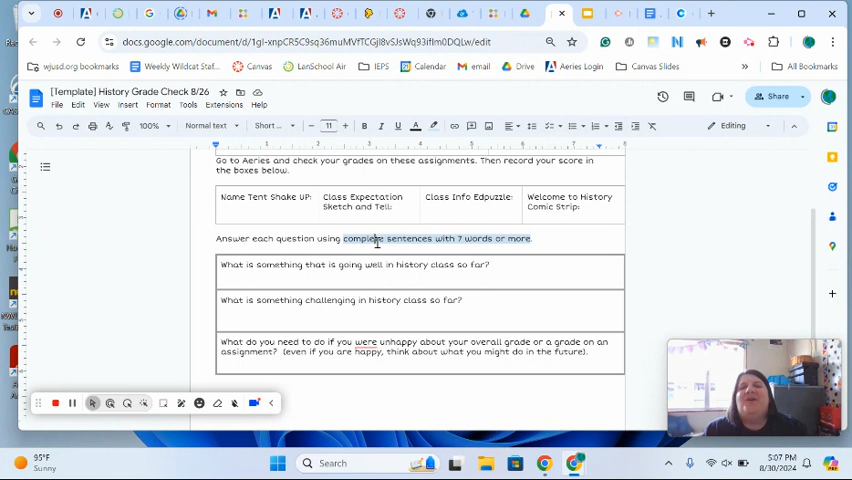 docs.google.com/document/d/1gI-xnpCR5C9sq36muMVfTCGjl8vSJsWq93iflm0DQLw/edit
wjusd.org bookmarks
Weekly Wildcat Staf...
Canvas
LanSchool Air
IEPS
Calendar
email
Drive
Aeries Login
Canvas Slides
All Bookmarks
[Template] History Grade Check 8/26
File Edit View Insert Format Tools Extensions Help
Share
100%
Normal text
Short...
11
Editing
Go to Aeries and check your grades on these assignments. Then record your score in
the boxes below.
Name Tent Shake UP:
Class Expectation
Sketch and Tell:
Class Info Edpuzzle:
Welcome to History
Comic Strip:
Answer each question using complete sentences with 7 words or more.
What is something that is going well in history class so far?
What is something challenging in history class so far?
What do you need to do if you were unhappy about your overall grade or a grade on an
assignment? (even if you are happy, think about what you might do in the future).
95°F
Sunny
Search
5:07 PM
8/30/2024